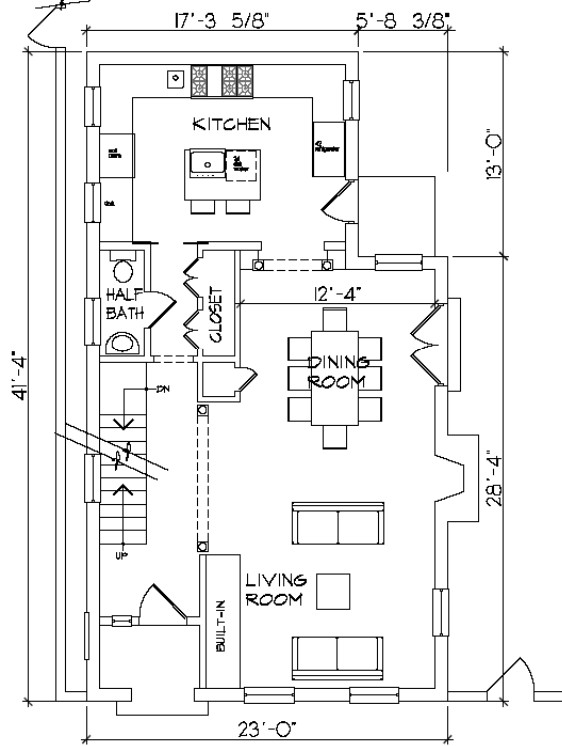 17'-3 5/8"
5'-8 3/8"
KITCHEN
13'-0"
HALF
BATH
CLOSET
12'-4"
DINING
ROOM
41'-4"
DN
28'-4"
UP
LIVING
ROOM
BUILT-IN
23'-0"